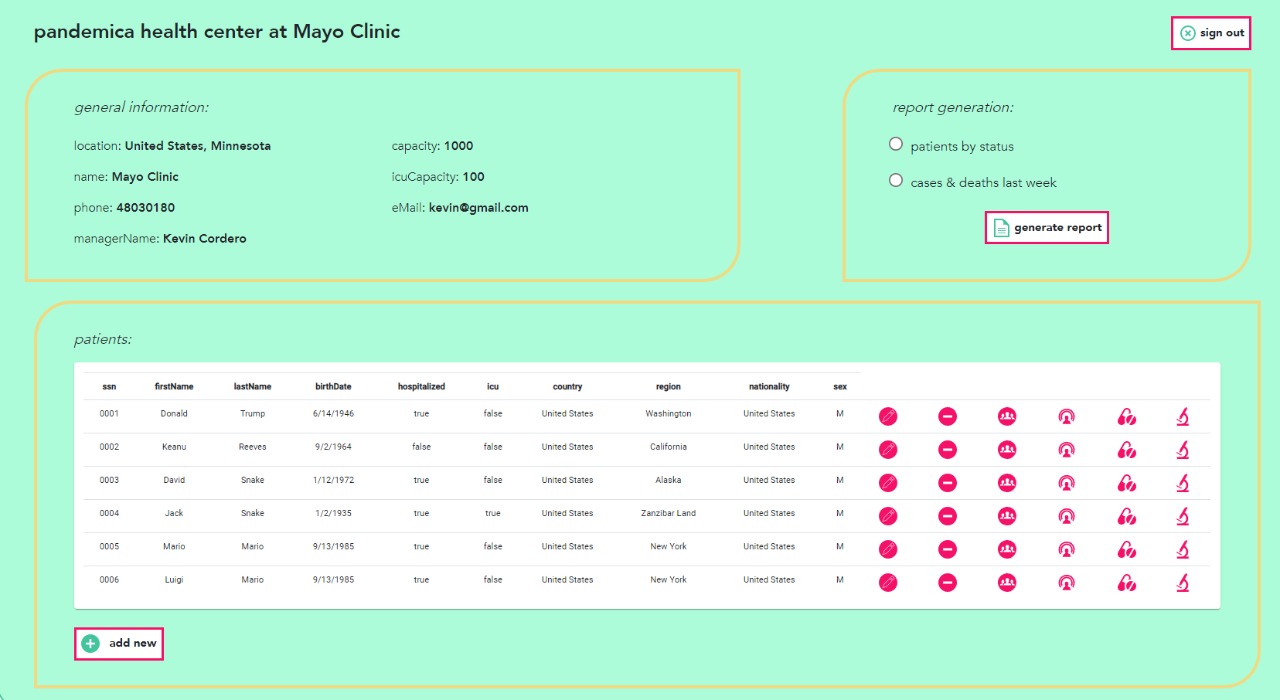 pandemica health center at Mayo Clinic
sign out
general information:
location: United States, Minnesota
capacity: 1000
name: Mayo Clinic
icuCapacity: 100
phone: 48030180
eMail: kevin@gmail.com
managerName: Kevin Cordero
report generation:
patients by status
cases & deaths last week
generate report
patients:
ssn firstName lastName birthDate hospitalized icu country region nationality sex
0001 Donald Trump 6/14/1946 true false United States Washington United States M
0002 Keanu Reeves 9/2/1964 false false United States California United States M
0003 David Snake 1/12/1972 true false United States Alaska United States M
0004 Jack Snake 1/2/1935 true true United States Zanzibar Land United States M
0005 Mario Mario 9/13/1985 true false United States New York United States M
0006 Luigi Mario 9/13/1985 true false United States New York United States M
add new